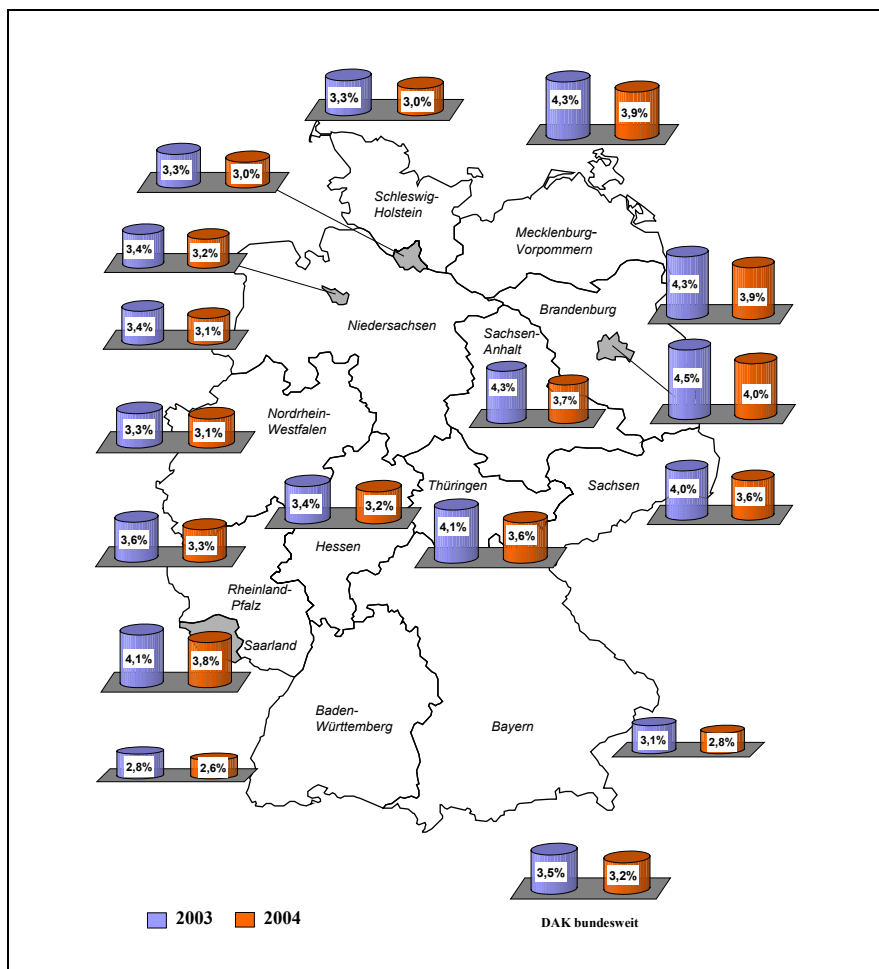 3,3%
3,0%
4,3%
3,9%
3,3%
3,0%
Schleswig-
Holstein
Mecklenburg-
Vorpommern
3,4%
3,2%
4,3%
3,9%
Brandenburg
3,4%
3,1%
Niedersachsen
Sachsen-
Anhalt
4,5%
4,0%
4,3%
3,7%
3,3%
3,1%
Nordrhein-
Westfalen
3,4%
3,2%
Thüringen
Sachsen
4,0%
3,6%
4,1%
3,6%
3,6%
3,3%
Hessen
Rheinland-
Pfalz
Saarland
4,1%
3,8%
Baden-
Württemberg
Bayern
3,1%
2,8%
2,8%
2,6%
3,5%
3,2%
2003
2004
DAK bundesweit